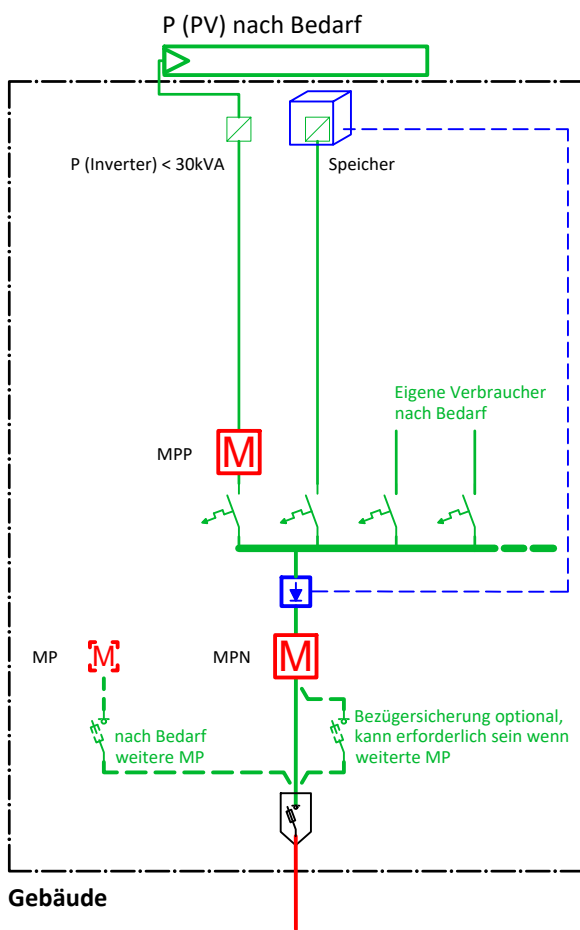 P (PV) nach Bedarf
P (Inverter) < 30kVA
Speicher
Eigene Verbraucher
nach Bedarf
MPP
M
MP
M
MPN
M
nach Bedarf
weitere MP
Bezügersicherung optional,
kann erforderlich sein wenn
weiterte MP
Gebäude